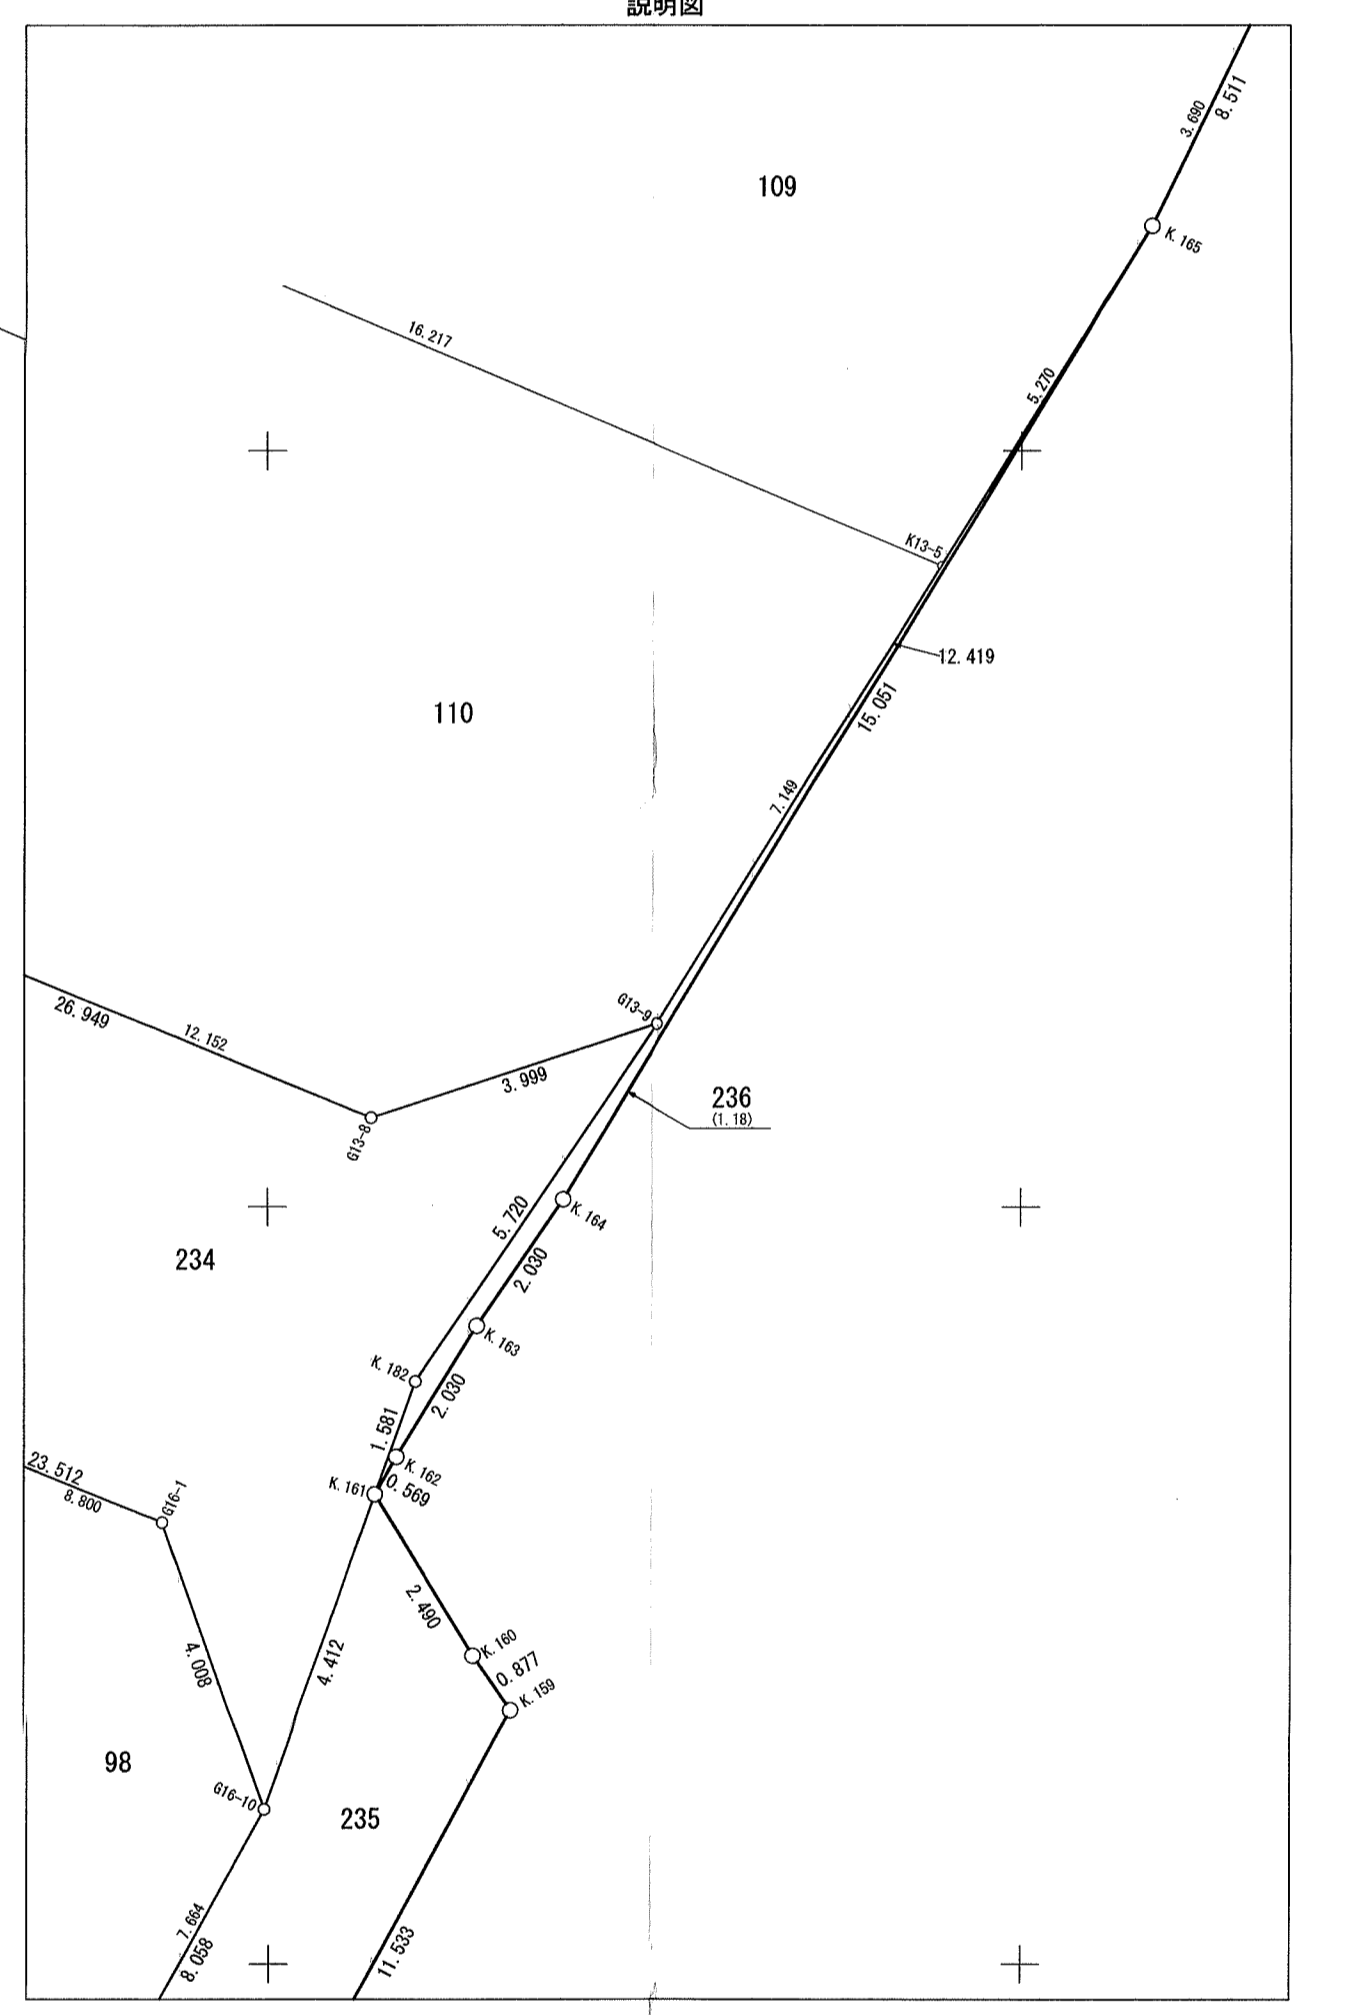 説明図
8.511
3.690
109
K.165
16.217
5.270
K13-5
12.419
15.051
110
7.149
26.949
12.152
G13-9
3.999
236
(1.18)
G13-8
5.720
K.164
2.030
234
K.163
K.182
2.030
1.581
K.162
23.512
8.800
G16-1
K.161
0.569
2.490
K.160
0.877
4.008
4.412
K.159
98
G16-10
235
7.664
8.058
11.533